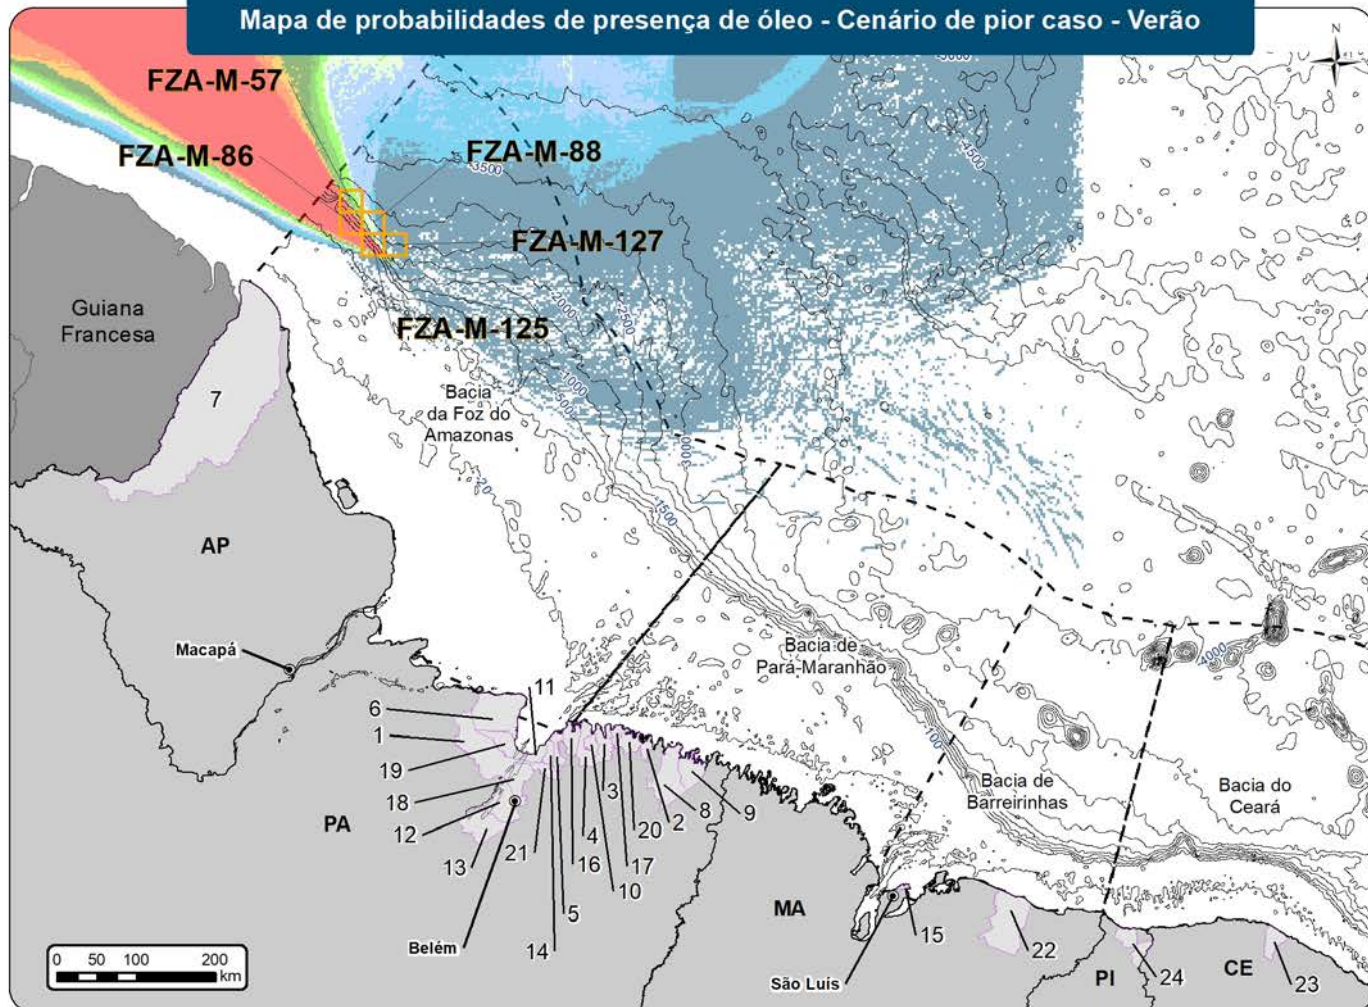 Mapa de probabilidades de presença de óleo - Cenário de pior caso - Verão
N
FZA-M-57
FZA-M-86
FZA-M-88
-3500
-4500
FZA-M-127
Guiana
Francesa
FZA-M-125
-2000
-2500
-1000
7
Bacia
da Foz do
Amazonas
-3000
-20
-1500
AP
Macapá
Bacia de
Pará-Maranhão
-4000
11
6
1
19
18
12
13
PA
21
5
14
16
4
10
3
17
20
2
8
9
-100
Bacia de
Barreirinhas
Bacia do
Ceará
MA
Belém
15
22
24
23
PI
CE
São Luís
0 50 100 200
km